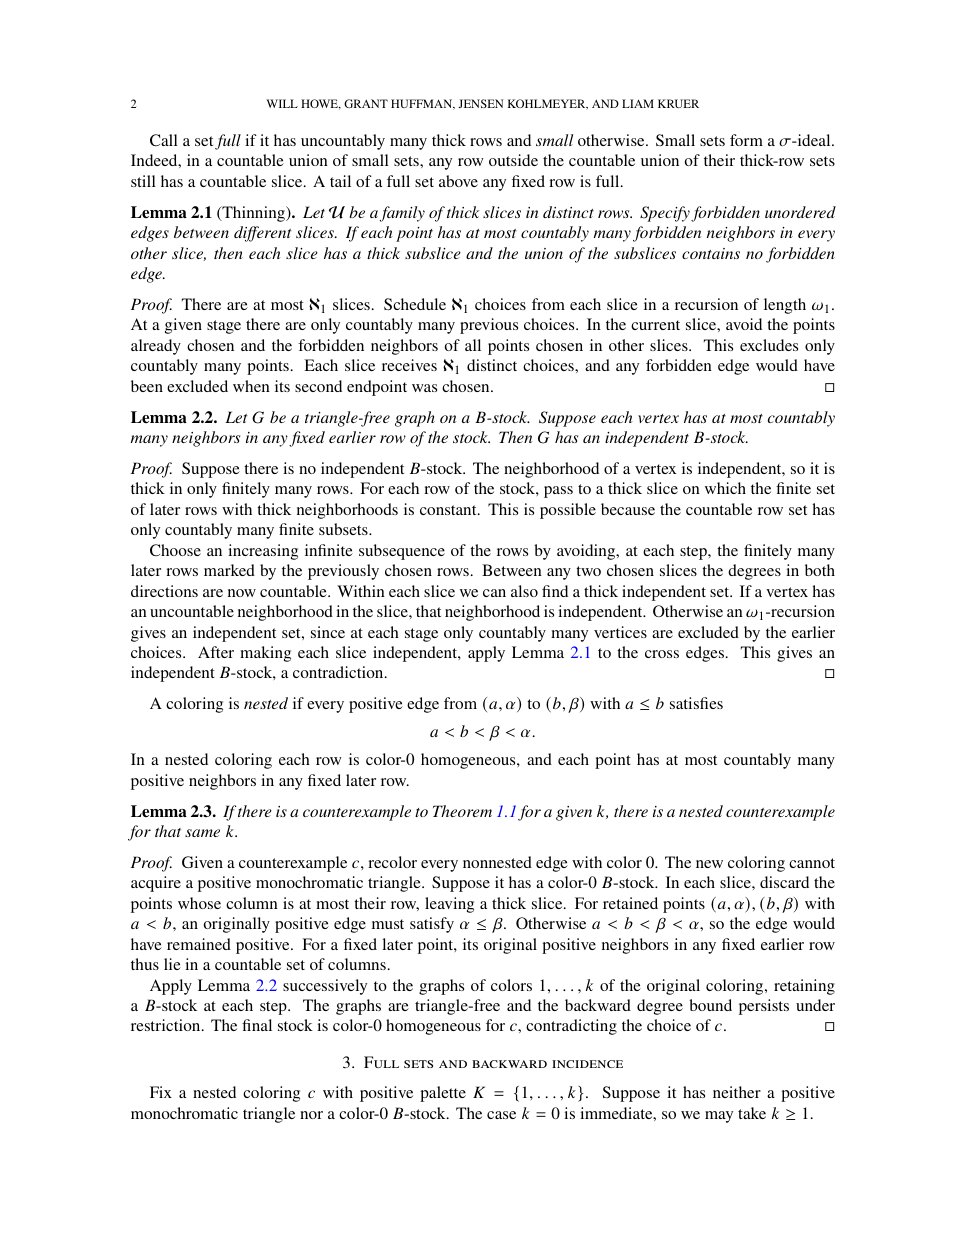 2 WILL HOWE, GRANT HUFFMAN, JENSEN KOHLMEYER, AND LIAM KRUER
Call a set full if it has uncountably many thick rows and small otherwise. Small sets form a σ-ideal.
Indeed, in a countable union of small sets, any row outside the countable union of their thick-row sets
still has a countable slice. A tail of a full set above any fixed row is full.
Lemma 2.1 (Thinning). Let 𝒰 be a family of thick slices in distinct rows. Specify forbidden unordered
edges between different slices. If each point has at most countably many forbidden neighbors in every
other slice, then each slice has a thick subslice and the union of the subslices contains no forbidden
edge.
Proof. There are at most ℵ₁ slices. Schedule ℵ₁ choices from each slice in a recursion of length ω₁.
At a given stage there are only countably many previous choices. In the current slice, avoid the points
already chosen and the forbidden neighbors of all points chosen in other slices. This excludes only
countably many points. Each slice receives ℵ₁ distinct choices, and any forbidden edge would have
been excluded when its second endpoint was chosen. □
Lemma 2.2. Let G be a triangle-free graph on a B-stock. Suppose each vertex has at most countably
many neighbors in any fixed earlier row of the stock. Then G has an independent B-stock.
Proof. Suppose there is no independent B-stock. The neighborhood of a vertex is independent, so it is
thick in only finitely many rows. For each row of the stock, pass to a thick slice on which the finite set
of later rows with thick neighborhoods is constant. This is possible because the countable row set has
only countably many finite subsets.
Choose an increasing infinite subsequence of the rows by avoiding, at each step, the finitely many
later rows marked by the previously chosen rows. Between any two chosen slices the degrees in both
directions are now countable. Within each slice we can also find a thick independent set. If a vertex has
an uncountable neighborhood in the slice, that neighborhood is independent. Otherwise an ω₁-recursion
gives an independent set, since at each stage only countably many vertices are excluded by the earlier
choices. After making each slice independent, apply Lemma 2.1 to the cross edges. This gives an
independent B-stock, a contradiction. □
A coloring is nested if every positive edge from (a, α) to (b, β) with a ≤ b satisfies
a < b < β < α.
In a nested coloring each row is color-0 homogeneous, and each point has at most countably many
positive neighbors in any fixed later row.
Lemma 2.3. If there is a counterexample to Theorem 1.1 for a given k, there is a nested counterexample
for that same k.
Proof. Given a counterexample c, recolor every nonnested edge with color 0. The new coloring cannot
acquire a positive monochromatic triangle. Suppose it has a color-0 B-stock. In each slice, discard the
points whose column is at most their row, leaving a thick slice. For retained points (a, α), (b, β) with
a < b, an originally positive edge must satisfy α ≤ β. Otherwise a < b < β < α, so the edge would
have remained positive. For a fixed later point, its original positive neighbors in any fixed earlier row
thus lie in a countable set of columns.
Apply Lemma 2.2 successively to the graphs of colors 1, . . . , k of the original coloring, retaining
a B-stock at each step. The graphs are triangle-free and the backward degree bound persists under
restriction. The final stock is color-0 homogeneous for c, contradicting the choice of c. □
3. Full sets and backward incidence
Fix a nested coloring c with positive palette K = {1, . . . , k}. Suppose it has neither a positive
monochromatic triangle nor a color-0 B-stock. The case k = 0 is immediate, so we may take k ≥ 1.